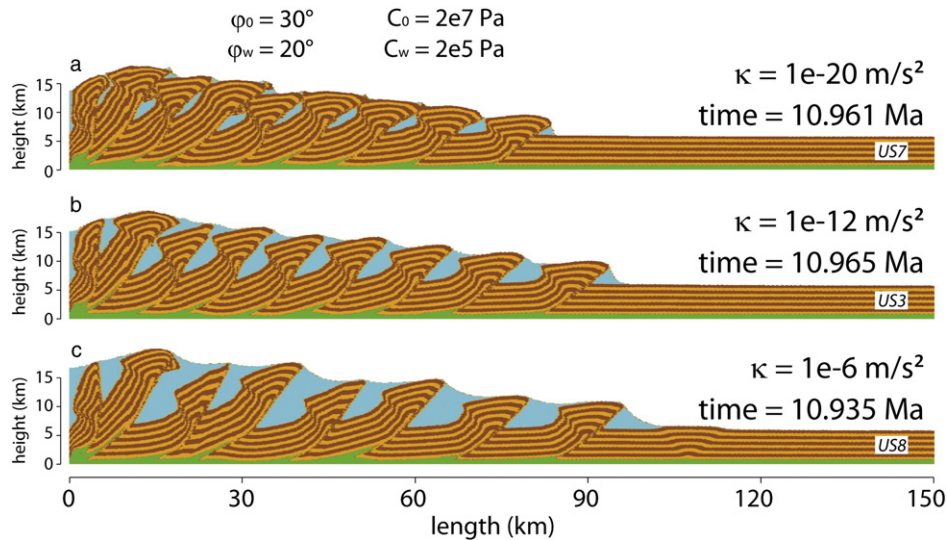 φ₀ = 30° C₀ = 2e7 Pa
φw = 20° Cw = 2e5 Pa
a
κ = 1e-20 m/s²
time = 10.961 Ma
US7
height (km)
15
10
5
0
b
κ = 1e-12 m/s²
time = 10.965 Ma
US3
height (km)
15
10
5
0
c
κ = 1e-6 m/s²
time = 10.935 Ma
US8
height (km)
15
10
5
0
0 30 60 90 120 150
length (km)